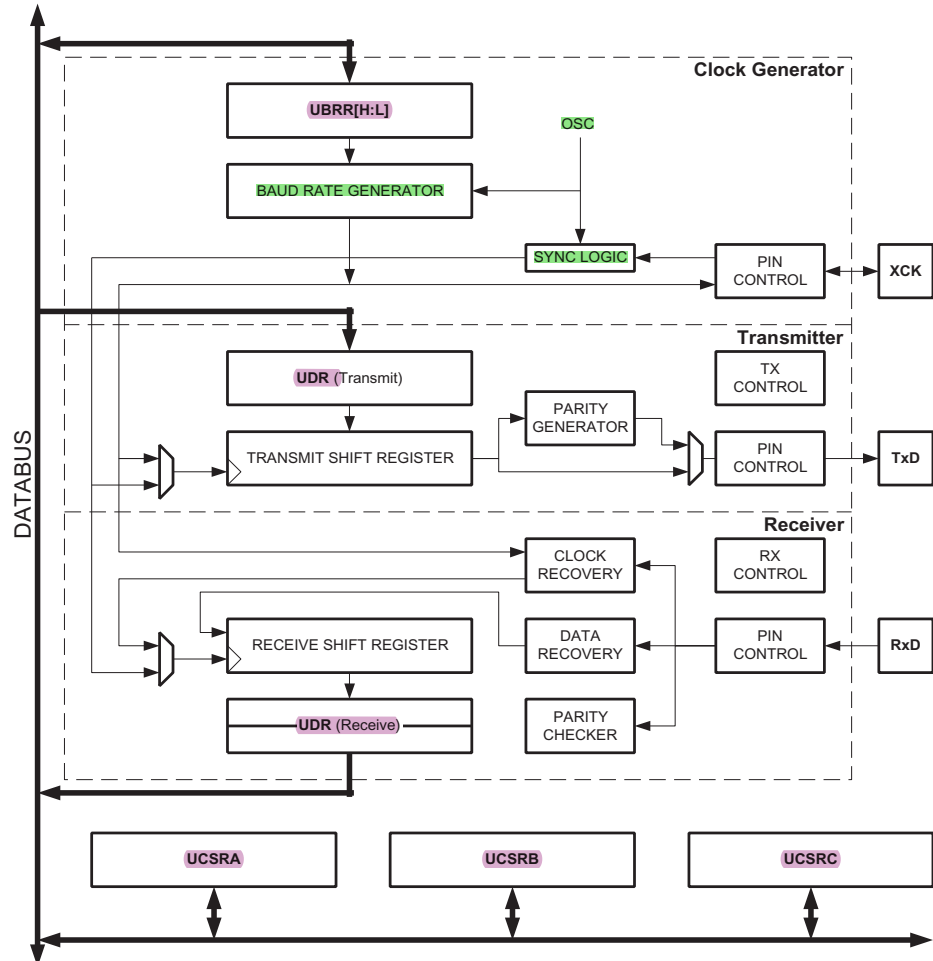 Clock Generator
UBRR[H:L]
OSC
BAUD RATE GENERATOR
SYNC LOGIC
PIN
CONTROL
XCK
Transmitter
UDR (Transmit)
TX
CONTROL
PARITY
GENERATOR
TRANSMIT SHIFT REGISTER
PIN
CONTROL
TxD
DATABUS
Receiver
CLOCK
RECOVERY
RX
CONTROL
RECEIVE SHIFT REGISTER
DATA
RECOVERY
PIN
CONTROL
RxD
UDR (Receive)
PARITY
CHECKER
UCSRA
UCSRB
UCSRC